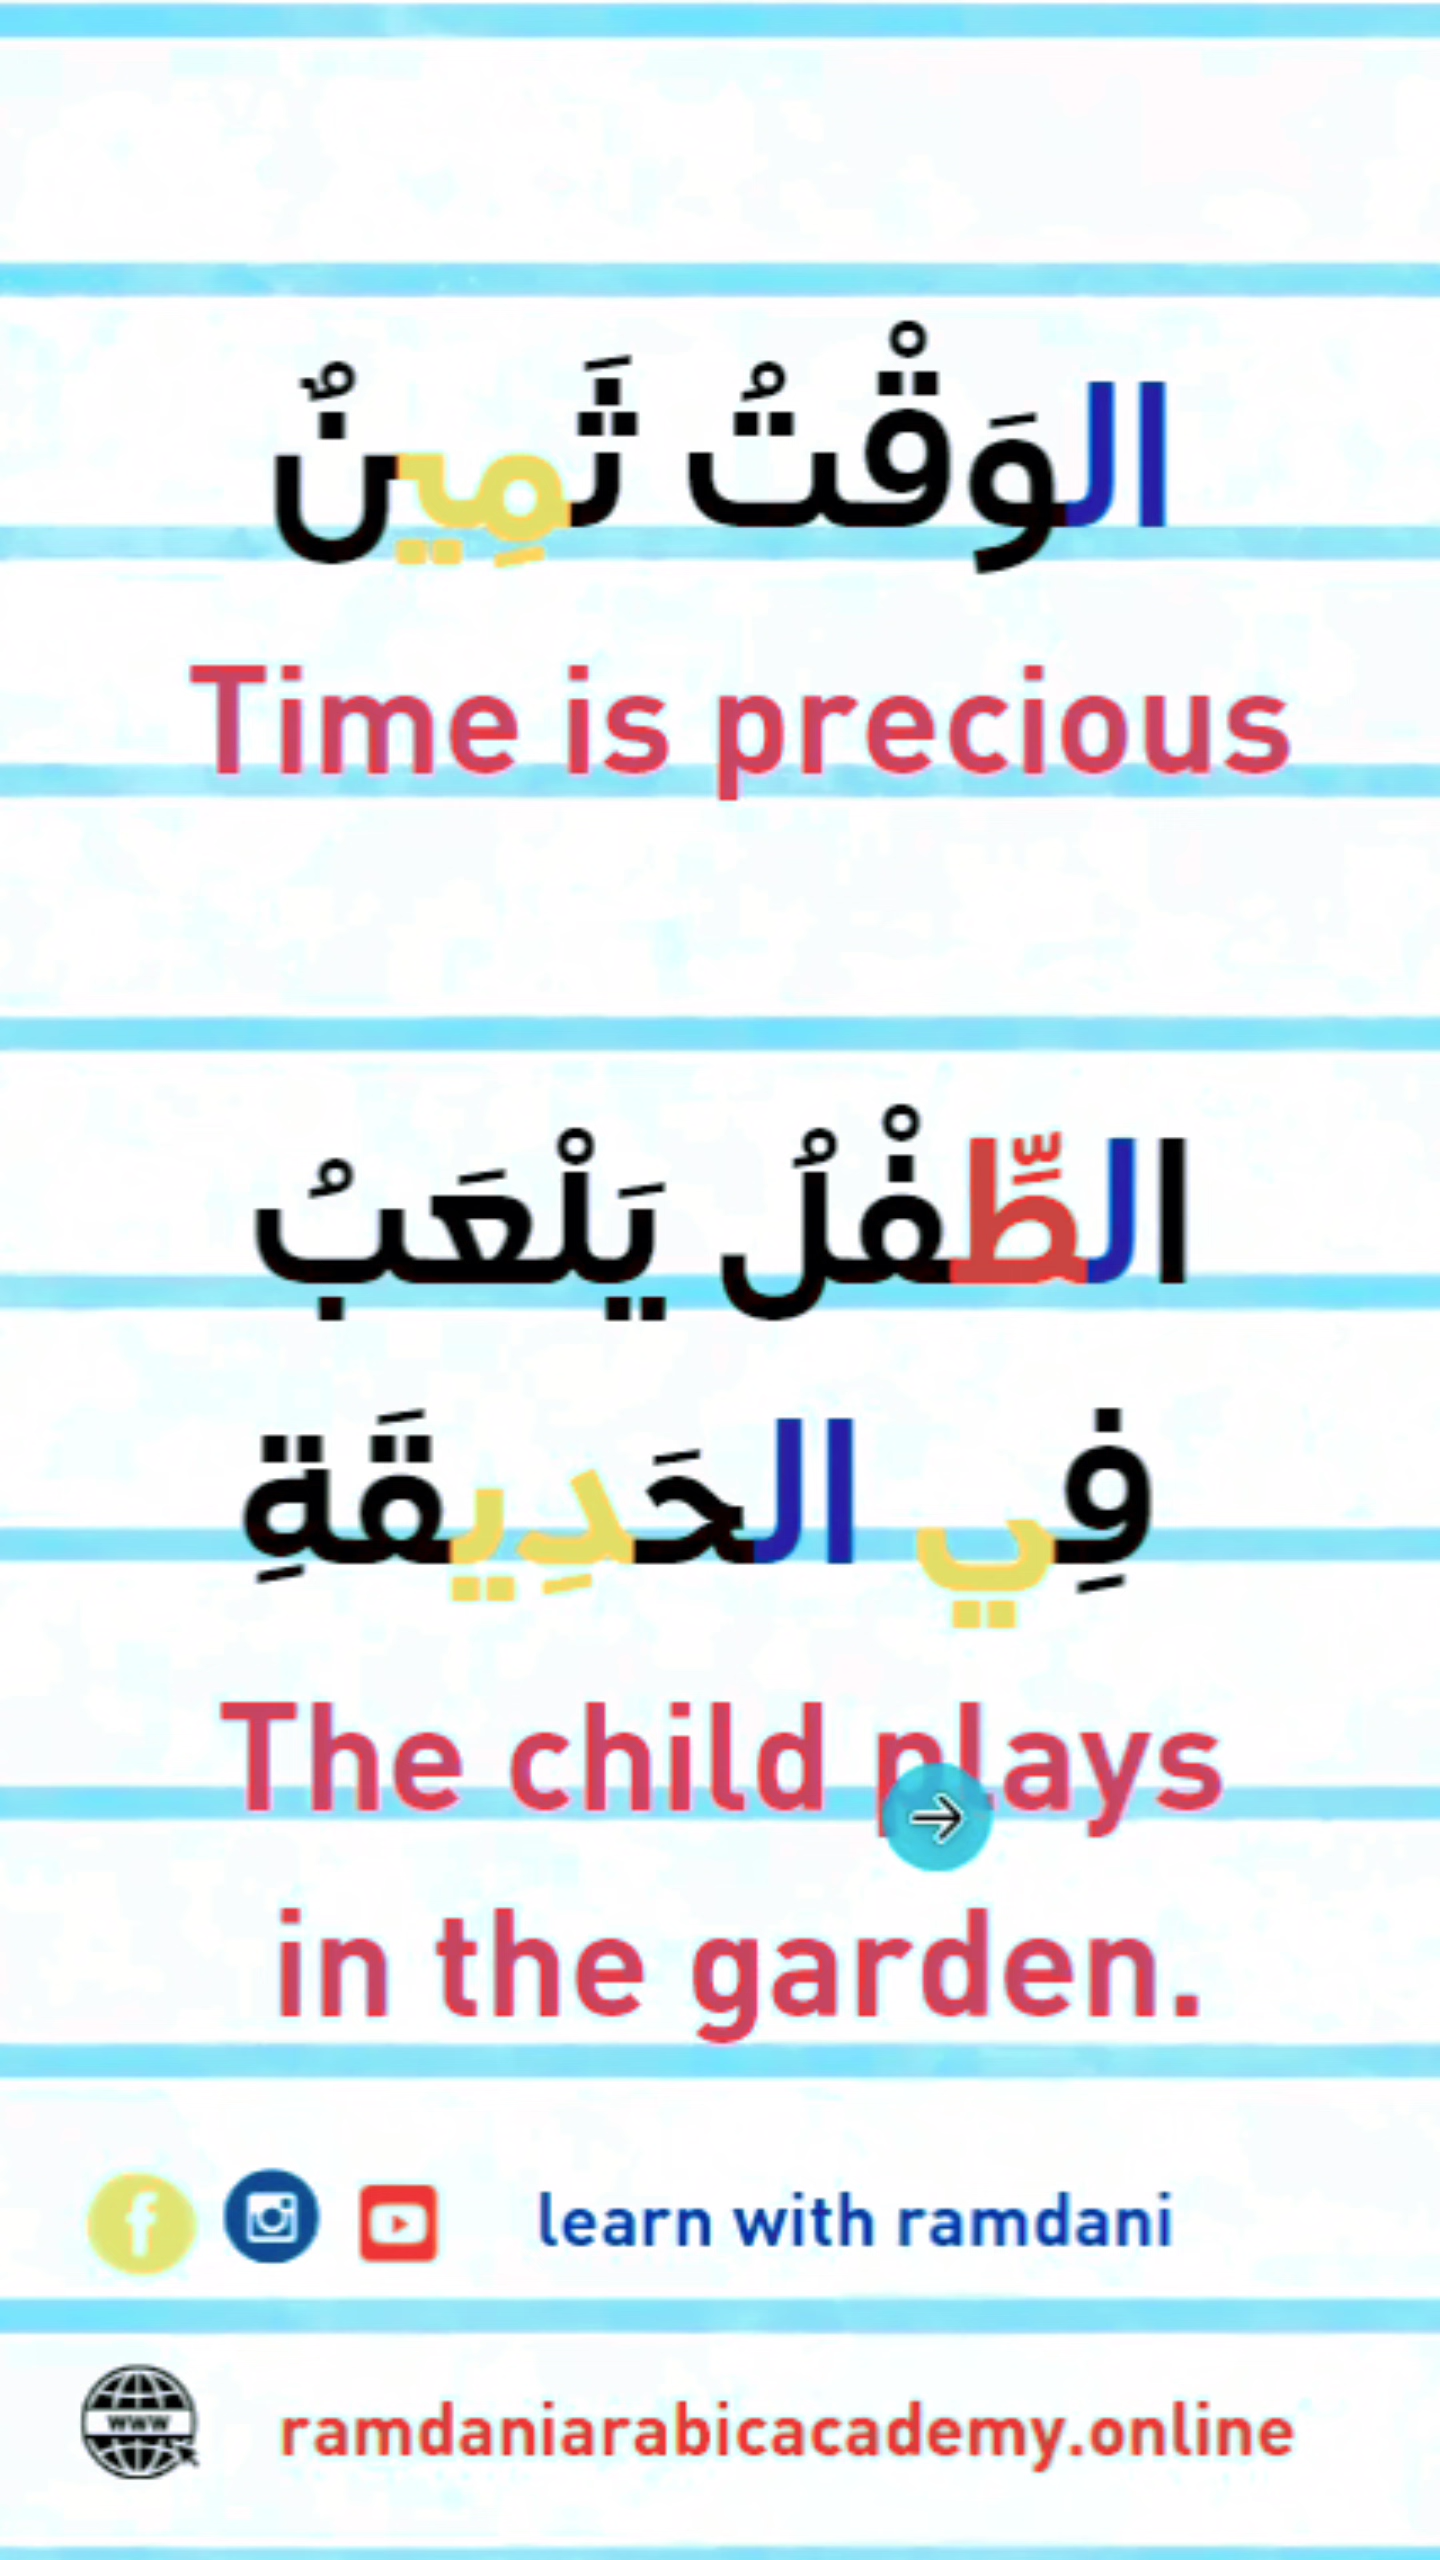 الوَقْتُ ثَمِينٌ
Time is precious
الطِّفْلُ يَلْعَبُ
فِي الحَدِيقَةِ
The child plays
in the garden.
learn with ramdani
www
ramdaniarabicacademy.online